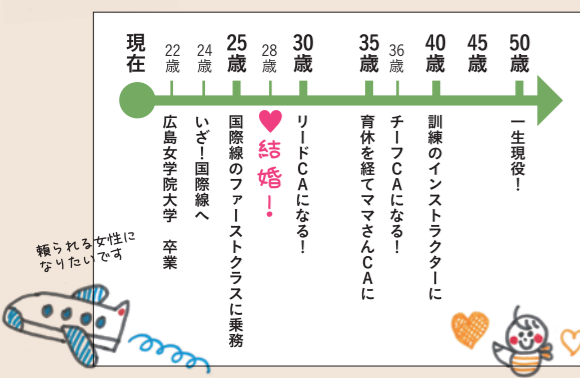 現在
22歳
24歳
25歳
28歳
30歳
35歳
36歳
40歳
45歳
50歳
広島女学院大学 卒業
いざ！国際線へ
国際線のファーストクラスに乗務
♥結婚！
リードCAになる！
育休を経てママさんCAに
チーフCAになる！
訓練のインストラクターに
一生現役！
頼られる女性に
なりたいです